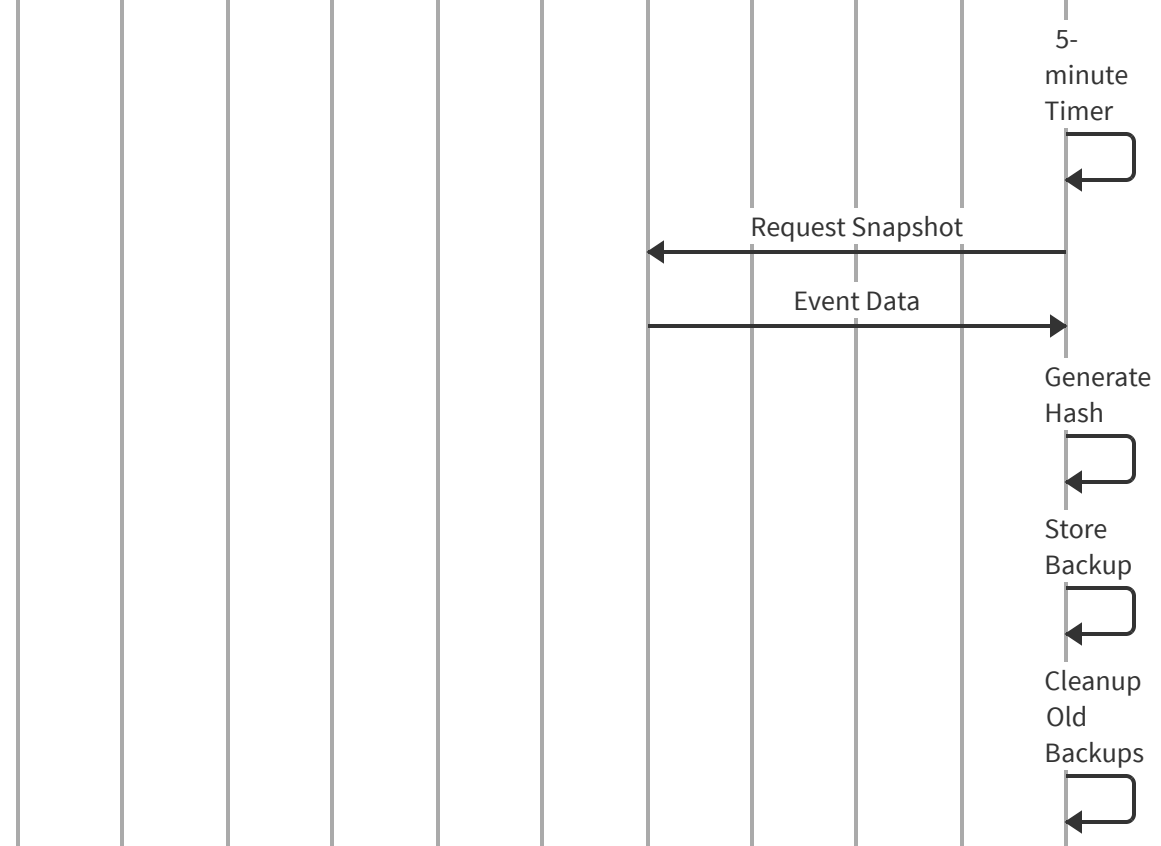 5-
minute
Timer
Request Snapshot
Event Data
Generate
Hash
Store
Backup
Cleanup
Old
Backups